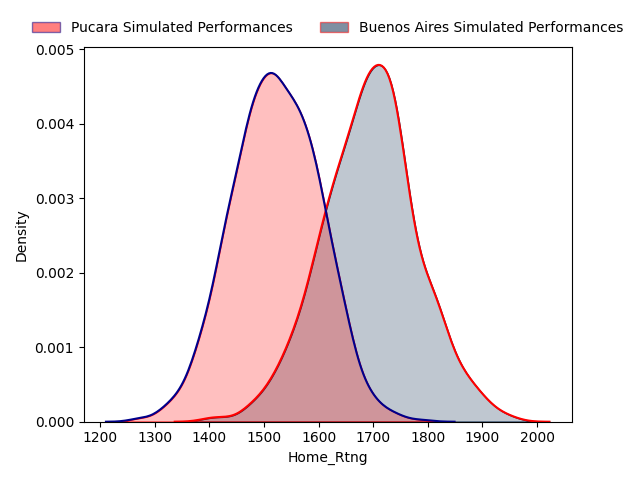 Pucara Simulated Performances
Buenos Aires Simulated Performances
0.005
0.004
0.003
0.002
0.001
0.000
Density
1200 1300 1400 1500 1600 1700 1800 1900 2000
Home_Rtng